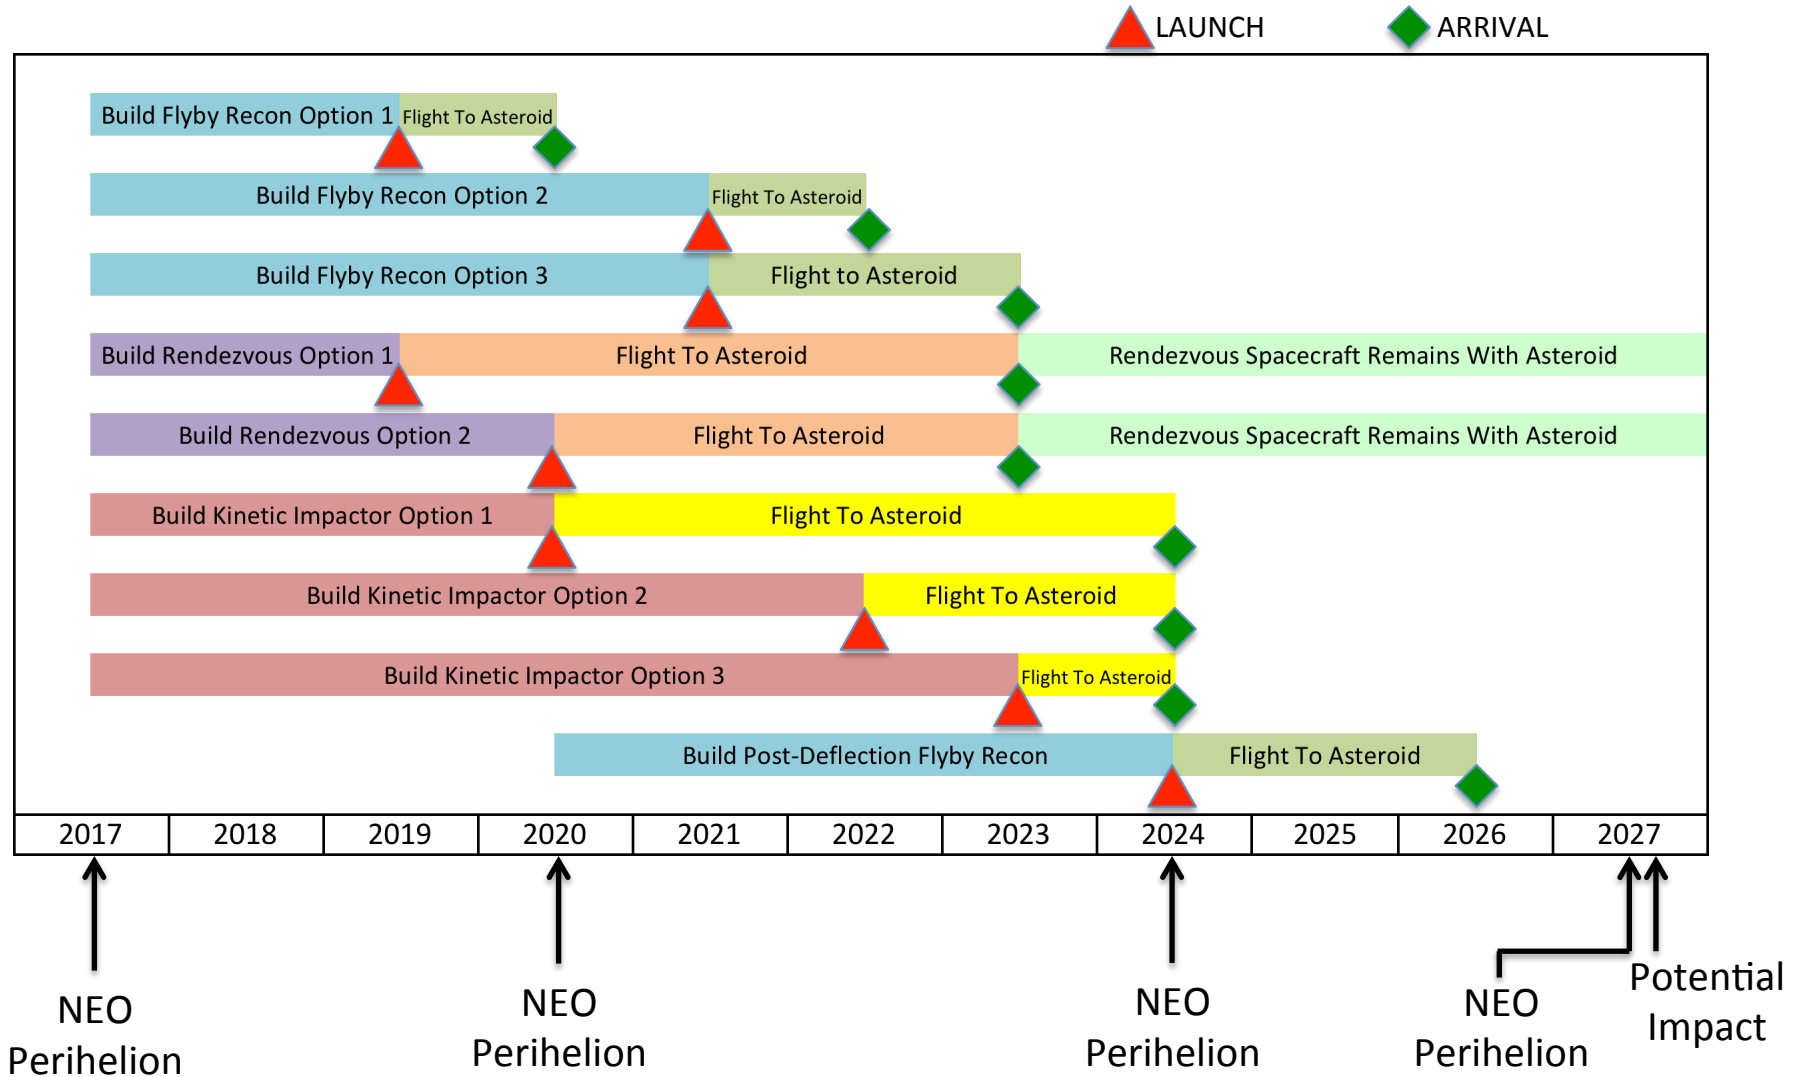 LAUNCH ARRIVAL
Build Flyby Recon Option 1 Flight To Asteroid
Build Flyby Recon Option 2 Flight To Asteroid
Build Flyby Recon Option 3 Flight to Asteroid
Build Rendezvous Option 1 Flight To Asteroid Rendezvous Spacecraft Remains With Asteroid
Build Rendezvous Option 2 Flight To Asteroid Rendezvous Spacecraft Remains With Asteroid
Build Kinetic Impactor Option 1 Flight To Asteroid
Build Kinetic Impactor Option 2 Flight To Asteroid
Build Kinetic Impactor Option 3 Flight To Asteroid
Build Post-Deflection Flyby Recon Flight To Asteroid
2017 2018 2019 2020 2021 2022 2023 2024 2025 2026 2027
NEO
Perihelion
NEO
Perihelion
NEO
Perihelion
NEO
Perihelion
Potential
Impact